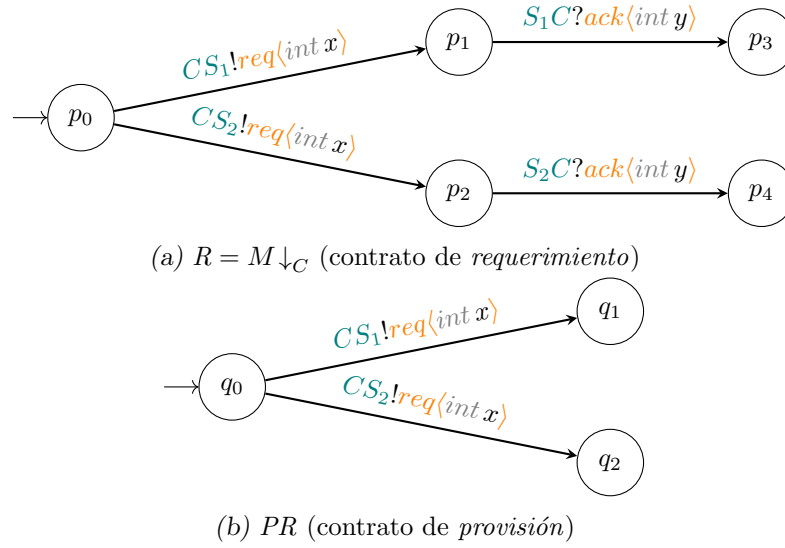 CS₁!req⟨int x⟩
p₁
S₁C?ack⟨int y⟩
p₃
p₀
CS₂!req⟨int x⟩
p₂
S₂C?ack⟨int y⟩
p₄
(a) R = M↓_C (contrato de requerimiento)
CS₁!req⟨int x⟩
q₁
q₀
CS₂!req⟨int x⟩
q₂
(b) PR (contrato de provisión)